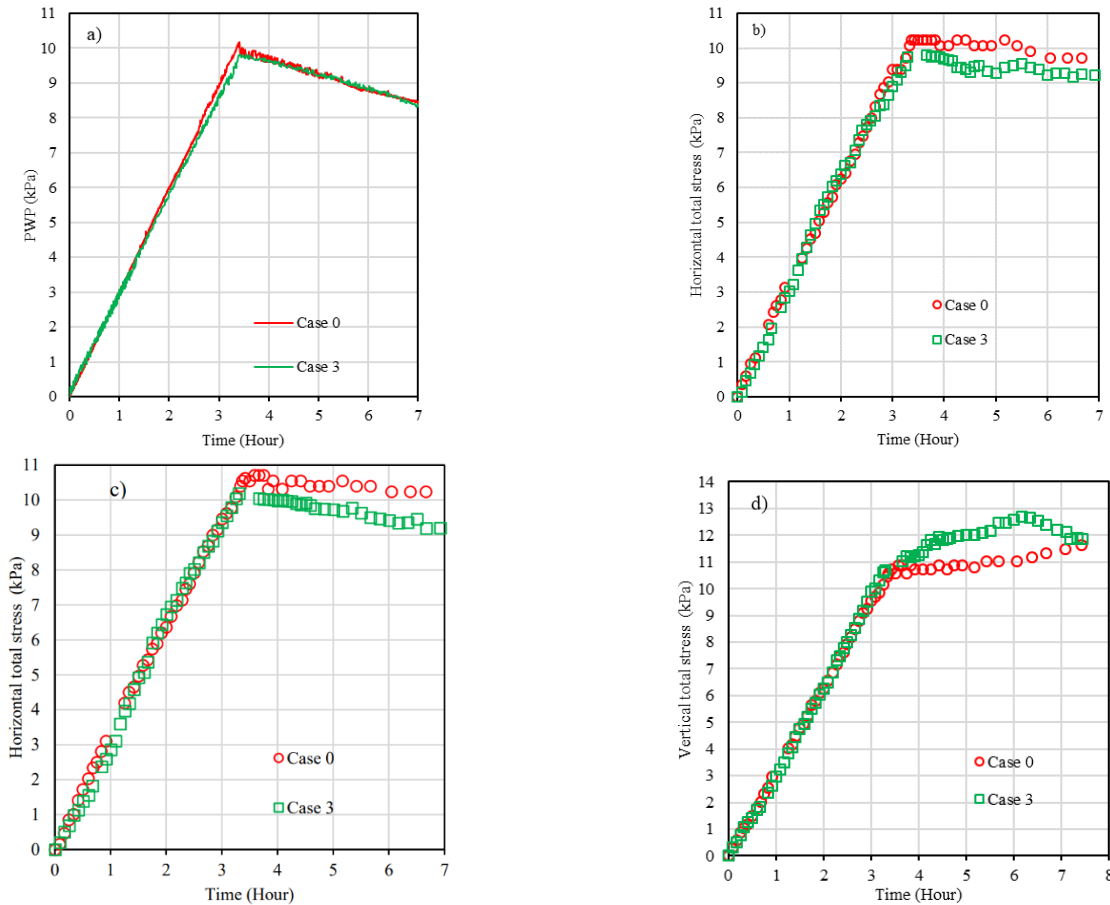 a)
11
10
9
8
7
6
5
4
3
2
1
0
PWP (kPa)
Case 0
Case 3
0 1 2 3 4 5 6 7
Time (Hour)
b)
11
10
9
8
7
6
5
4
3
2
1
0
Horizontal total stress (kPa)
Case 0
Case 3
0 1 2 3 4 5 6 7
Time (Hour)
c)
11
10
9
8
7
6
5
4
3
2
1
0
Horizontal total stress (kPa)
Case 0
Case 3
0 1 2 3 4 5 6 7
Time (Hour)
d)
14
13
12
11
10
9
8
7
6
5
4
3
2
1
0
Vertical total stress (kPa)
Case 0
Case 3
0 1 2 3 4 5 6 7 8
Time (Hour)